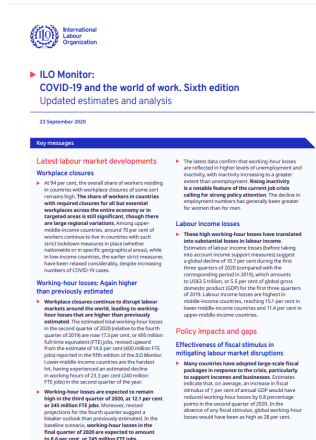 International
Labour
Organization
ILO Monitor:
COVID-19 and the world of work. Sixth edition
Updated estimates and analysis
23 September 2020
Key messages
Latest labour market developments
Workplace closures
At 94 per cent, the overall share of workers residing
in countries with workplace closures of some sort
remains high. The share of workers in countries
with required closures for all but essential
workplaces across the entire economy or in
targeted areas is still significant, though there
are large regional variations. Among upper-
middle-income countries, around 70 per cent of
workers continue to live in countries with such
strict lockdown measures in place (whether
nationwide or in specific geographical areas), while
in low-income countries, the earlier strict measures
have been relaxed considerably, despite increasing
numbers of COVID-19 cases.
Working-hour losses: Again higher
than previously estimated
Workplace closures continue to disrupt labour
markets around the world, leading to working-
hour losses that are higher than previously
estimated. The estimated total working-hour losses
in the second quarter of 2020 (relative to the fourth
quarter of 2019) are now 17.3 per cent, or 495 million
full-time equivalent (FTE) jobs, revised upward
from the estimate of 14.0 per cent (400 million FTE
jobs) reported in the fifth edition of the ILO Monitor.
Lower-middle-income countries are the hardest
hit, having experienced an estimated decline
in working hours of 23.3 per cent (240 million
FTE jobs) in the second quarter of the year.
Working-hour losses are expected to remain
high in the third quarter of 2020, at 12.1 per cent
or 345 million FTE jobs. Moreover, revised
projections for the fourth quarter suggest a
bleaker outlook than previously estimated. In the
baseline scenario, working-hour losses in the
final quarter of 2020 are expected to amount
to 8.6 per cent, or 245 million FTE jobs.
The latest data confirm that working-hour losses
are reflected in higher levels of unemployment and
inactivity, with inactivity increasing to a greater
extent than unemployment. Rising inactivity
is a notable feature of the current job crisis
calling for strong policy attention. The decline in
employment numbers has generally been greater
for women than for men.
Labour income losses
These high working-hour losses have translated
into substantial losses in labour income.
Estimates of labour income losses (before taking
into account income support measures) suggest
a global decline of 10.7 per cent during the first
three quarters of 2020 (compared with the
corresponding period in 2019), which amounts
to US$3.5 trillion, or 5.5 per cent of global gross
domestic product (GDP) for the first three quarters
of 2019. Labour income losses are highest in
middle-income countries, reaching 15.1 per cent in
lower-middle-income countries and 11.4 per cent in
upper-middle-income countries.
Policy impacts and gaps
Effectiveness of fiscal stimulus in
mitigating labour market disruptions
Many countries have adopted large-scale fiscal
packages in response to the crisis, particularly
to support incomes and businesses. Estimates
indicate that, on average, an increase in fiscal
stimulus of 1 per cent of annual GDP would have
reduced working-hour losses by 0.8 percentage
points in the second quarter of 2020. In the
absence of any fiscal stimulus, global working-hour
losses would have been as high as 28 per cent.